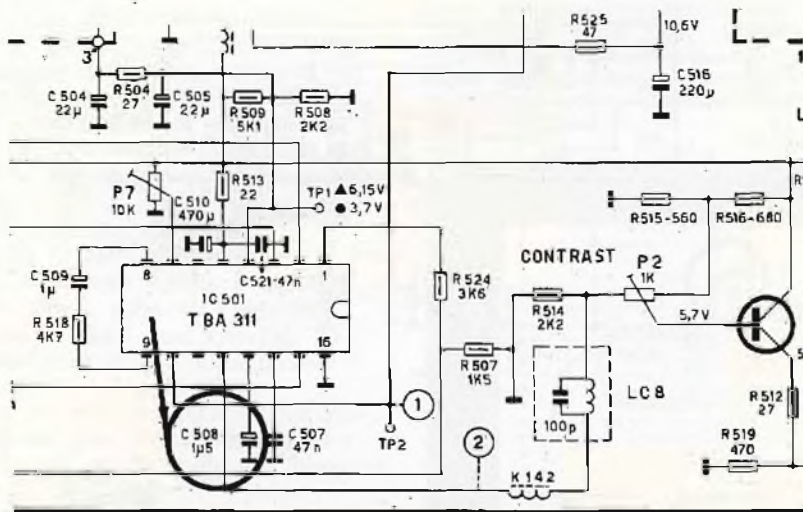 R525
47
10,6V
3
C504
22µ
R504
27
C505
22µ
R509
5K1
R508
2K2
C516
220µ
P7
10K
C510
470µ
R513
22
TP1 ▲ 6,15V
● 3,7V
R515-560
R516-680
C509
1µ
8
1
C521-47n
IC501
TBA 311
R518
4K7
9
16
R524
3K6
CONTRAST
P2
1K
R514
2K2
5,7V
R507
1K5
LC8
100p
R512
27
1
TP2
C508
1µ5
C507
47n
2
K142
R519
470